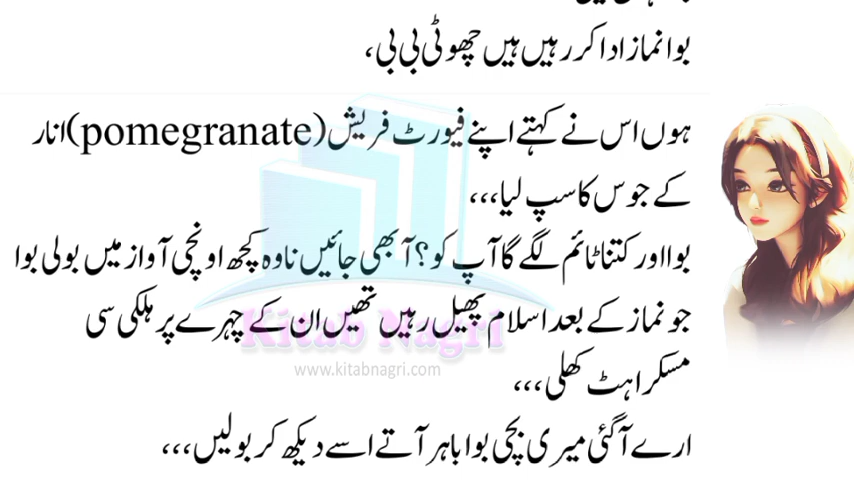 بوا نماز ادا کر رہیں ہیں چھوٹی بی بی،
ہوں اس نے کہتے اپنے فیورٹ فریش (pomegranate) انار
کے جوس کا سپ لیا،،،
بوا اور کتنا ٹائم لگے گا آپ کو؟ آ بھی جائیں نا وہ کچھ اونچی آواز میں بولی بوا
جو نماز کے بعد اسلام پھیل رہیں تھیں ان کے چہرے پر ہلکی سی
مسکراہٹ کھلی،،،
ارے آ گئی میری بچی بوا باہر آتے اسے دیکھ کر بولیں،،،
Kitab Nagri
www.kitabnagri.com